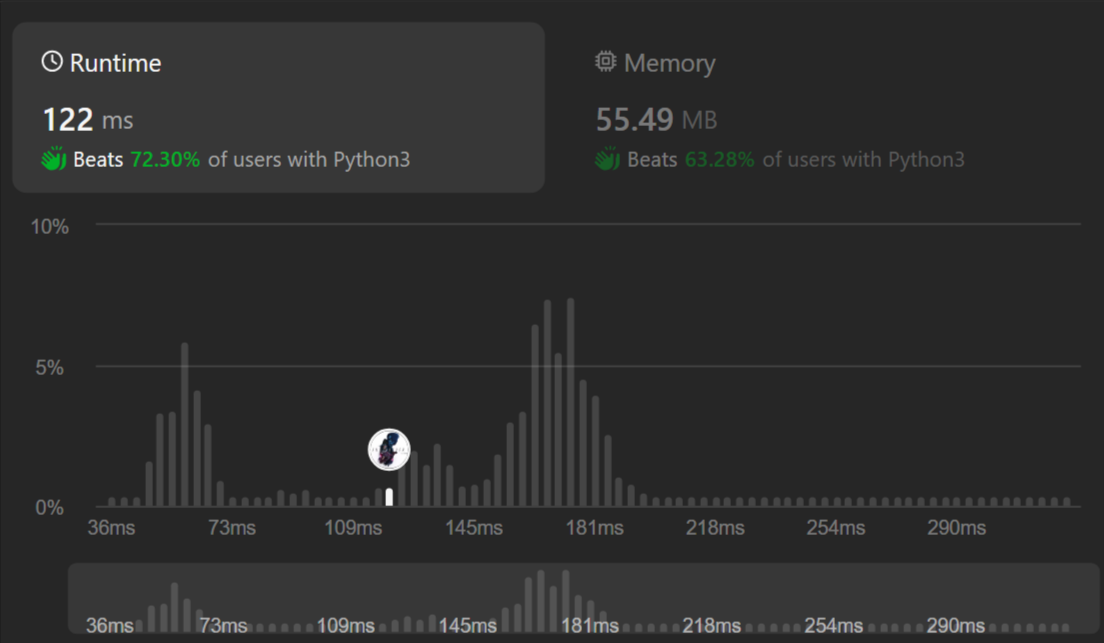 Runtime
122 ms
Beats 72.30% of users with Python3
Memory
55.49 MB
Beats 63.28% of users with Python3
10%
5%
0%
36ms 73ms 109ms 145ms 181ms 218ms 254ms 290ms
36ms 73ms 109ms 145ms 181ms 218ms 254ms 290ms